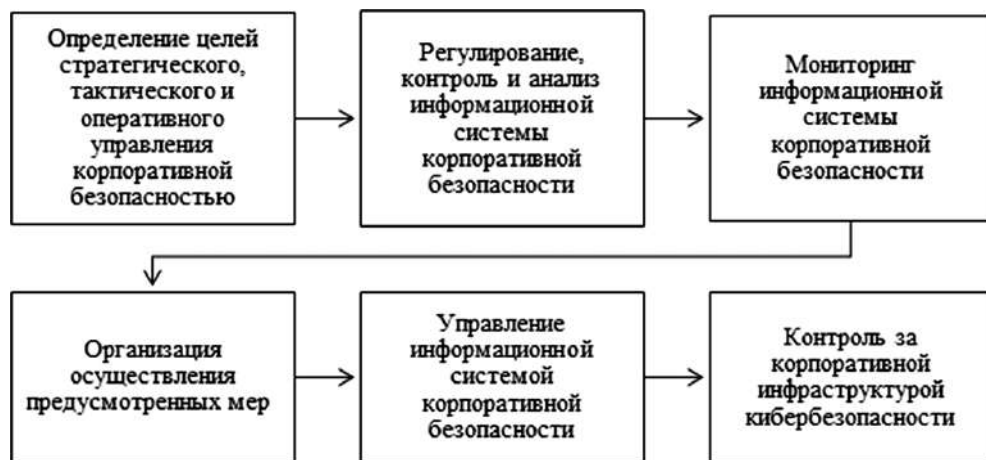 Определение целей
стратегического,
тактического и
оперативного
управления
корпоративной
безопасностью
Регулирование,
контроль и анализ
информационной
системы
корпоративной
безопасности
Мониторинг
информационной
системы
корпоративной
безопасности
Организация
осуществления
предусмотренных мер
Управление
информационной
системой
корпоративной
безопасности
Контроль за
корпоративной
инфраструктурой
кибербезопасности